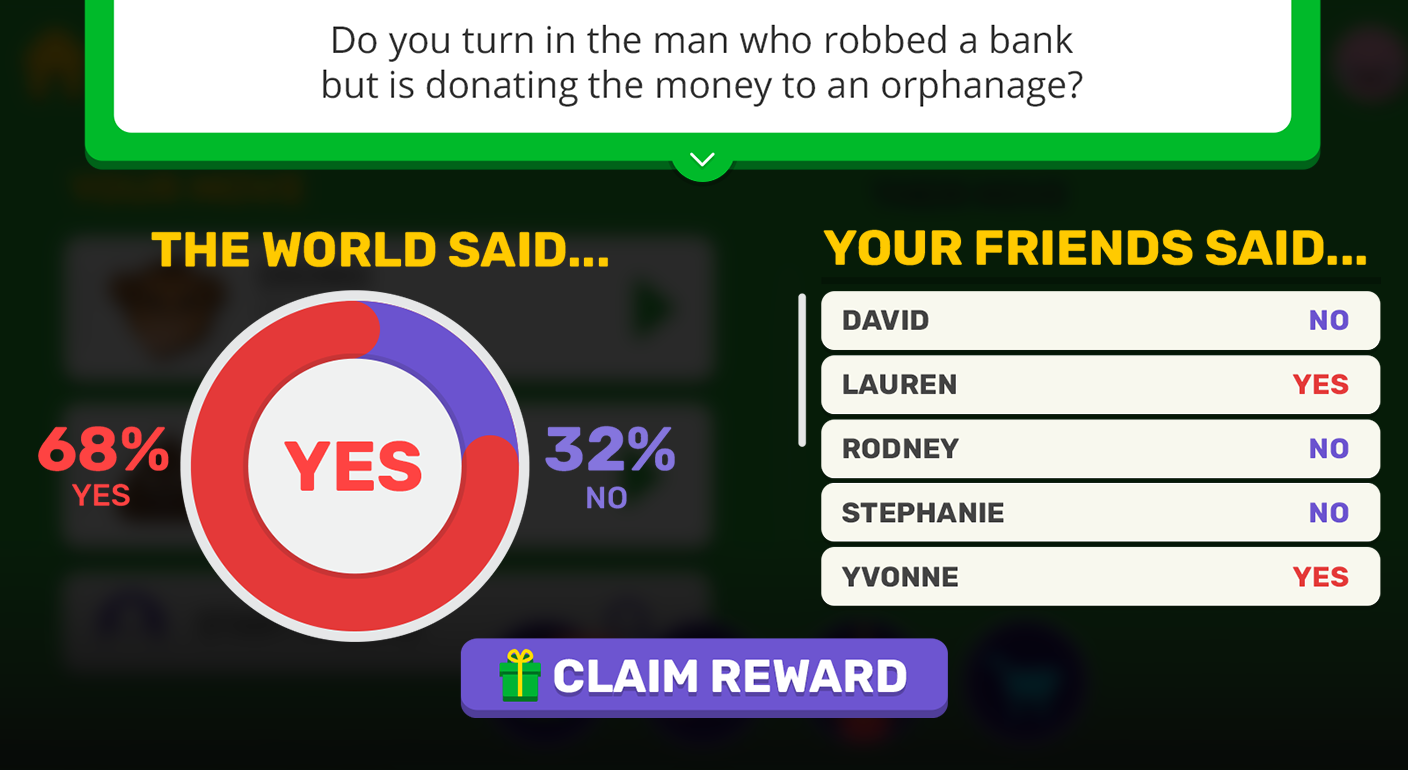 Do you turn in the man who robbed a bank
but is donating the money to an orphanage?
THE WORLD SAID...
68%
YES
YES
32%
NO
YOUR FRIENDS SAID...
DAVID NO
LAUREN YES
RODNEY NO
STEPHANIE NO
YVONNE YES
CLAIM REWARD